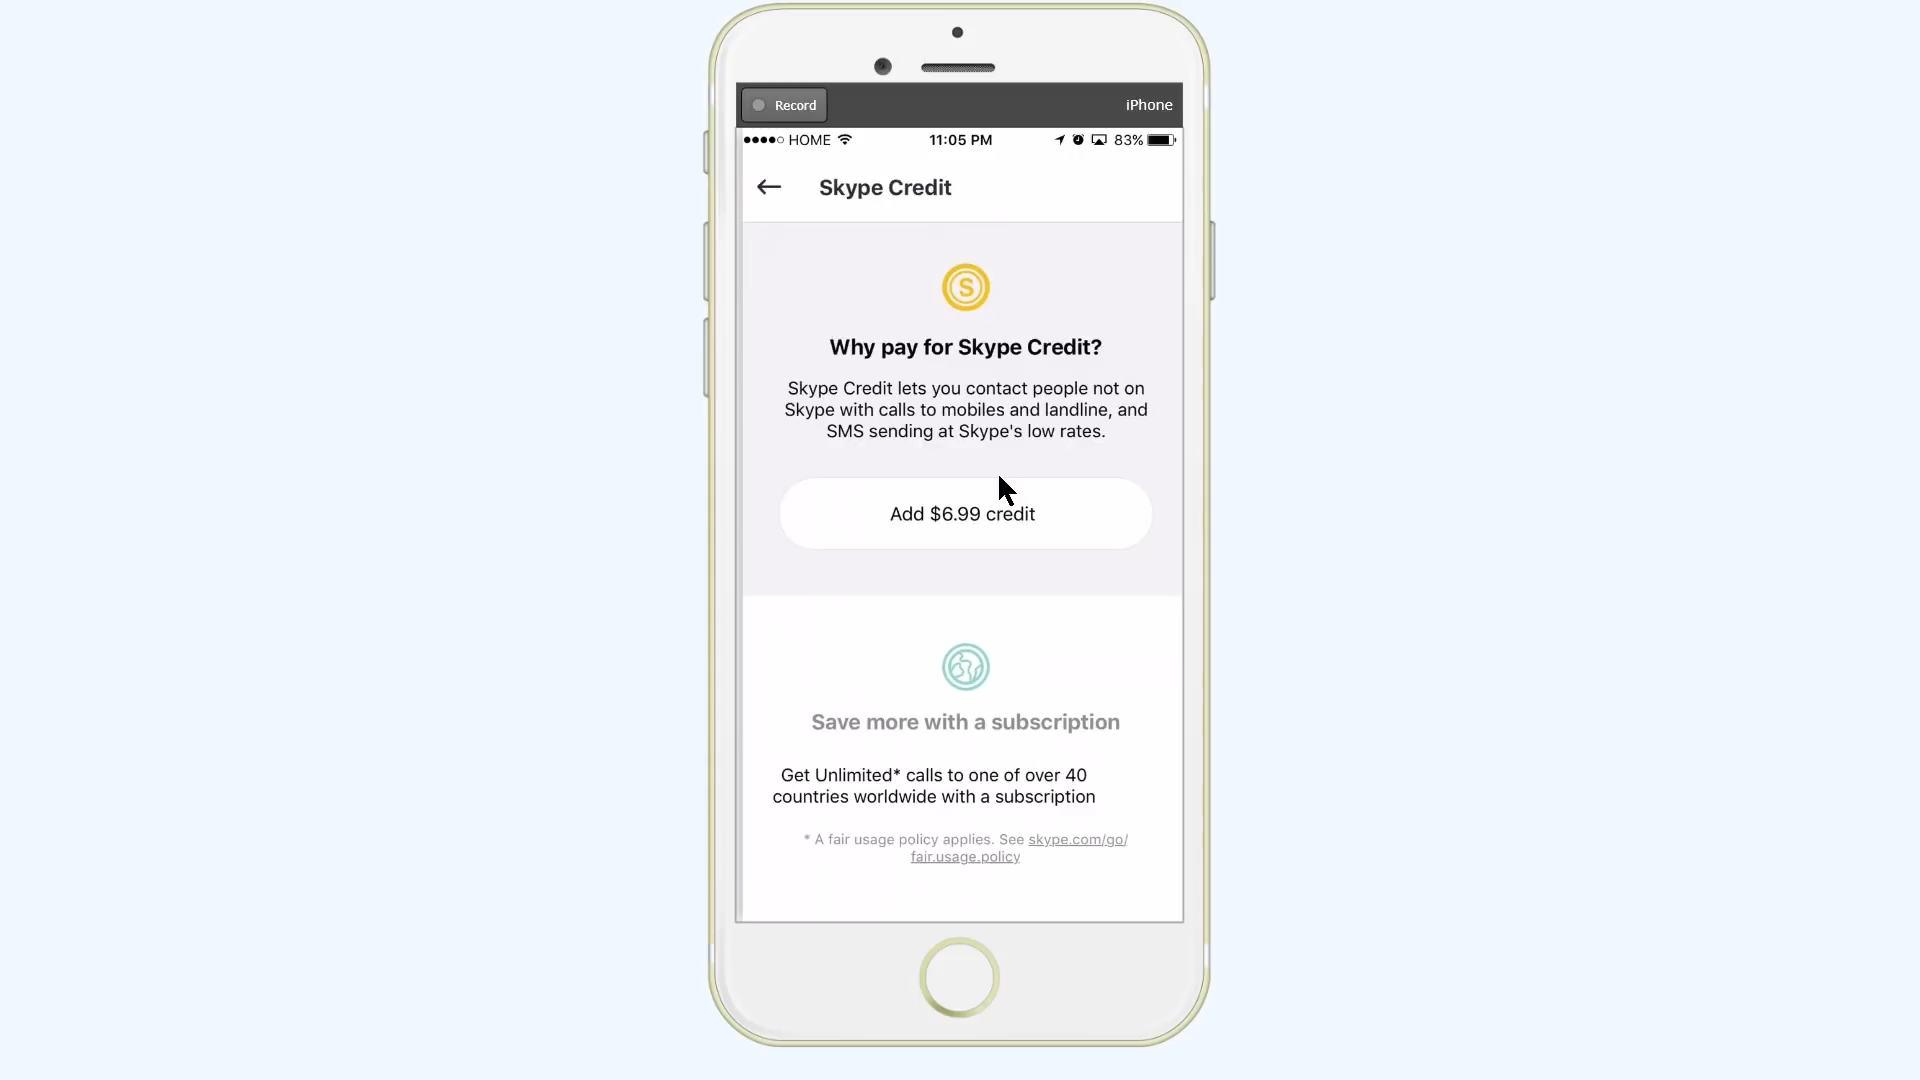 Record
iPhone
HOME
11:05 PM
83%
Skype Credit
S
Why pay for Skype Credit?
Skype Credit lets you contact people not on
Skype with calls to mobiles and landline, and
SMS sending at Skype's low rates.
Add $6.99 credit
Save more with a subscription
Get Unlimited* calls to one of over 40
countries worldwide with a subscription
* A fair usage policy applies. See skype.com/go/
fair.usage.policy